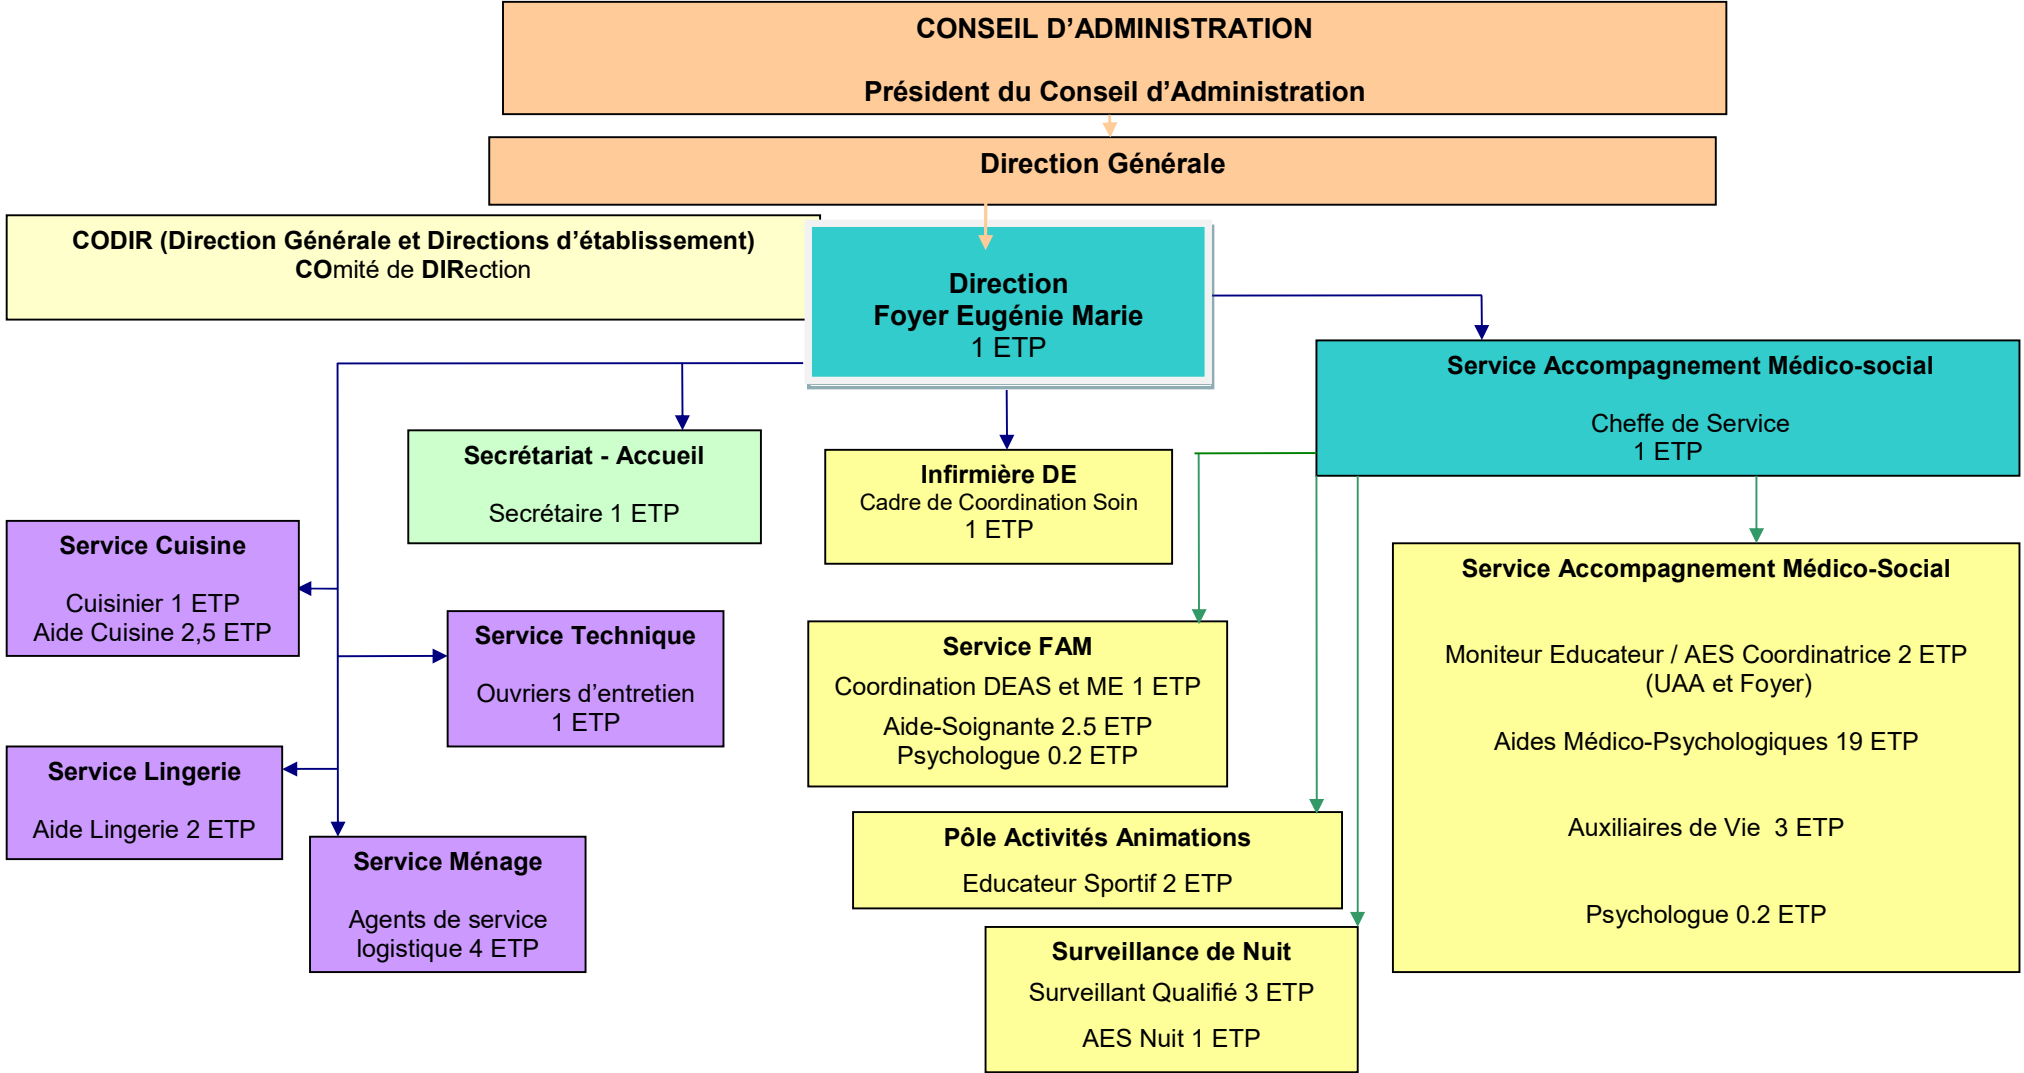 CONSEIL D’ADMINISTRATION
Président du Conseil d’Administration
Direction Générale
CODIR (Direction Générale et Directions d’établissement)
COmité de DIRection
Direction
Foyer Eugénie Marie
1 ETP
Service Accompagnement Médico-social
Cheffe de Service
1 ETP
Secrétariat - Accueil
Secrétaire 1 ETP
Infirmière DE
Cadre de Coordination Soin
1 ETP
Service Cuisine
Cuisinier 1 ETP
Aide Cuisine 2,5 ETP
Service Technique
Ouvriers d’entretien
1 ETP
Service Lingerie
Aide Lingerie 2 ETP
Service Ménage
Agents de service
logistique 4 ETP
Service FAM
Coordination DEAS et ME 1 ETP
Aide-Soignante 2.5 ETP
Psychologue 0.2 ETP
Pôle Activités Animations
Educateur Sportif 2 ETP
Surveillance de Nuit
Surveillant Qualifié 3 ETP
AES Nuit 1 ETP
Service Accompagnement Médico-Social
Moniteur Educateur / AES Coordinatrice 2 ETP
(UAA et Foyer)
Aides Médico-Psychologiques 19 ETP
Auxiliaires de Vie  3 ETP
Psychologue 0.2 ETP